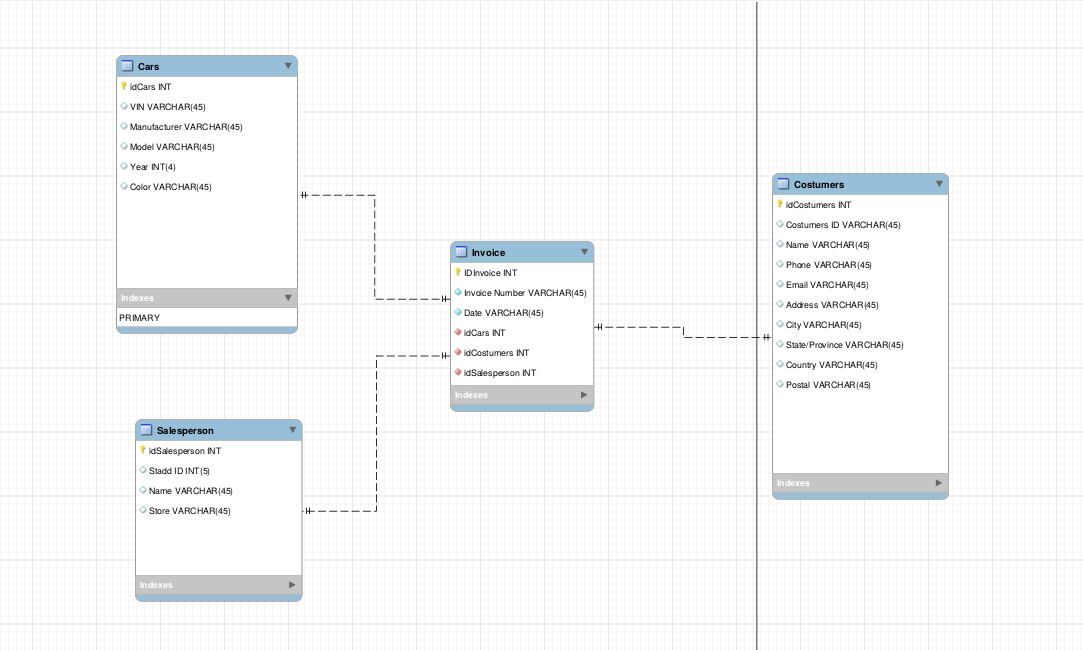 Cars
idCars INT
VIN VARCHAR(45)
Manufacturer VARCHAR(45)
Model VARCHAR(45)
Year INT(4)
Color VARCHAR(45)
Indexes
PRIMARY
Salesperson
idSalesperson INT
Stadd ID INT(5)
Name VARCHAR(45)
Store VARCHAR(45)
Indexes
Invoice
IDInvoice INT
Invoice Number VARCHAR(45)
Date VARCHAR(45)
idCars INT
idCostumers INT
idSalesperson INT
Indexes
Costumers
idCostumers INT
Costumers ID VARCHAR(45)
Name VARCHAR(45)
Phone VARCHAR(45)
Email VARCHAR(45)
Address VARCHAR(45)
City VARCHAR(45)
State/Province VARCHAR(45)
Country VARCHAR(45)
Postal VARCHAR(45)
Indexes